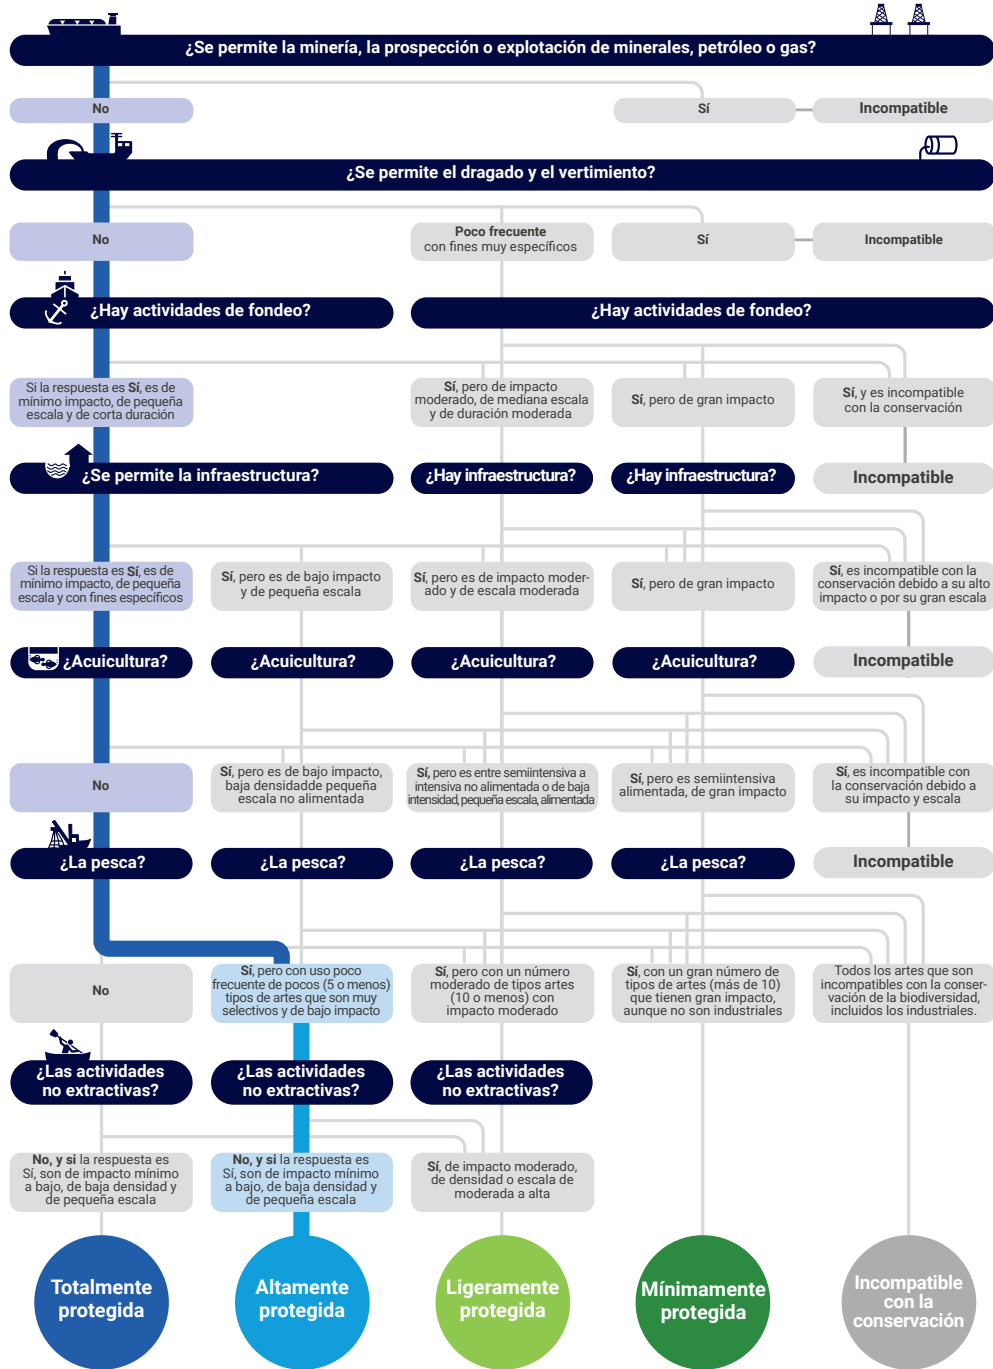 ¿Se permite la minería, la prospección o explotación de minerales, petróleo o gas?
No
Sí
Incompatible
¿Se permite el dragado y el vertimiento?
No
Poco frecuente
con fines muy específicos
Sí
Incompatible
¿Hay actividades de fondeo?
¿Hay actividades de fondeo?
Si la respuesta es Sí, es de
mínimo impacto, de pequeña
escala y de corta duración
Sí, pero de impacto
moderado, de mediana escala
y de duración moderada
Sí, pero de gran impacto
Sí, y es incompatible
con la conservación
¿Se permite la infraestructura?
¿Hay infraestructura?
¿Hay infraestructura?
Incompatible
Si la respuesta es Sí, es de
mínimo impacto, de pequeña
escala y con fines específicos
Sí, pero es de bajo impacto
y de pequeña escala
Sí, pero es de impacto moder-
ado y de escala moderada
Sí, pero de gran impacto
Sí, es incompatible con la
conservación debido a su alto
impacto o por su gran escala
¿Acuicultura?
¿Acuicultura?
¿Acuicultura?
¿Acuicultura?
Incompatible
No
Sí, pero es de bajo impacto,
baja densidadde pequeña
escala no alimentada
Sí, pero es entre semiintensiva a
intensiva no alimentada o de baja
intensidad, pequeña escala, alimentada
Sí, pero es semiintensiva
alimentada, de gran impacto
Sí, es incompatible con
la conservación debido a
su impacto y escala
¿La pesca?
¿La pesca?
¿La pesca?
¿La pesca?
Incompatible
No
Sí, pero con uso poco
frecuente de pocos (5 o menos)
tipos de artes que son muy
selectivos y de bajo impacto
Sí, pero con un número
moderado de tipos artes
(10 o menos) con
impacto moderado
Sí, con un gran número de
tipos de artes (más de 10)
que tienen gran impacto,
aunque no son industriales
Todos los artes que son
incompatibles con la conser-
vación de la biodiversidad,
incluidos los industriales.
¿Las actividades
no extractivas?
¿Las actividades
no extractivas?
¿Las actividades
no extractivas?
No, y si la respuesta es
Sí, son de impacto mínimo
a bajo, de baja densidad y
de pequeña escala
No, y si la respuesta es
Sí, son de impacto mínimo
a bajo, de baja densidad y
de pequeña escala
Sí, de impacto moderado,
de densidad o escala de
moderada a alta
Totalmente
protegida
Altamente
protegida
Ligeramente
protegida
Mínimamente
protegida
Incompatible
con la
conservación